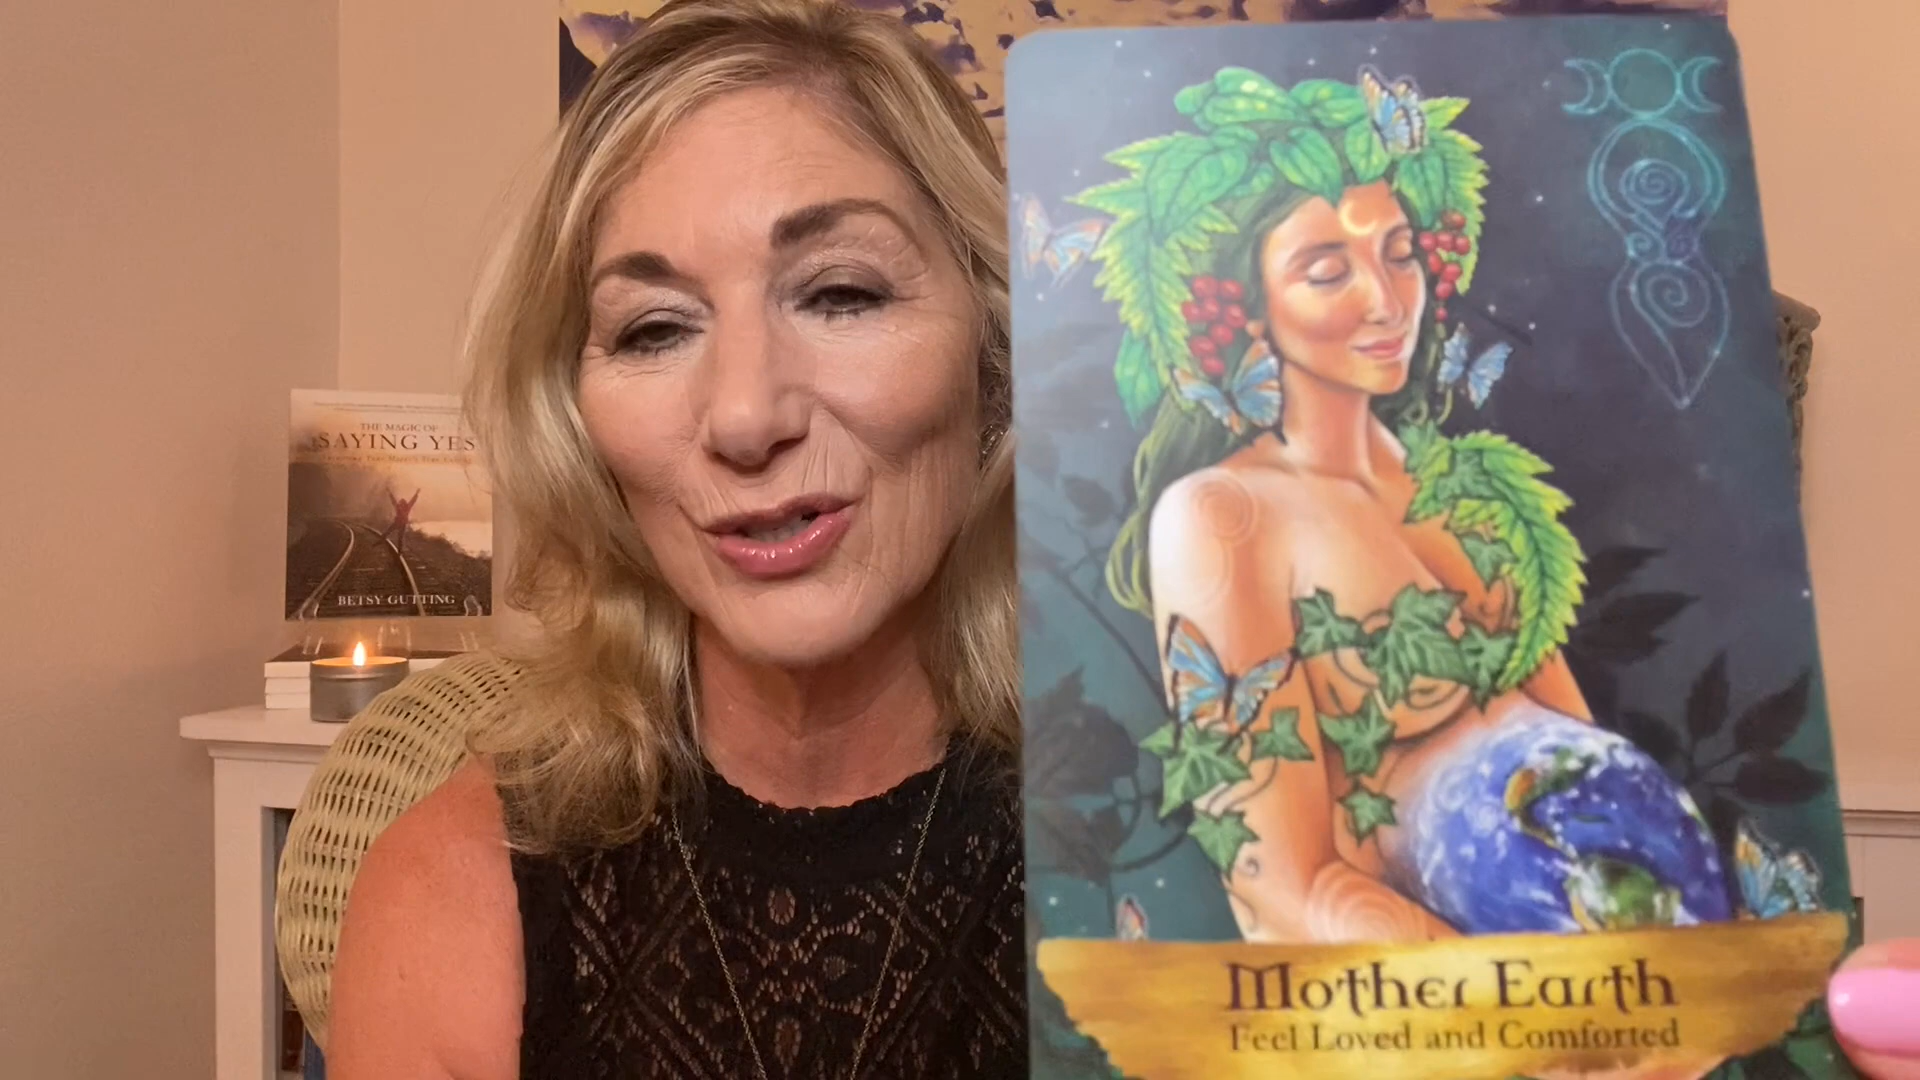 THE MAGIC OF
SAYING YES
BETSY GUTTING
Mother Earth
Feel Loved and Comforted